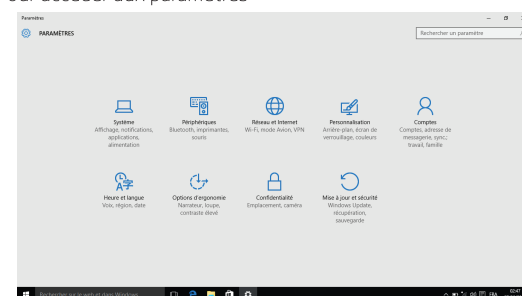 our accéder aux paramètres
Paramètres
PARAMÈTRES
Rechercher un paramètre
Système
Affichage, notifications,
applications,
alimentation
Périphériques
Bluetooth, imprimantes,
souris
Réseau et Internet
Wi-Fi, mode Avion, VPN
Personnalisation
Arrière-plan, écran de
verrouillage, couleurs
Comptes
Comptes, adresse de
messagerie, sync.;
travail, famille
Heure et langue
Voix, région, date
Options d'ergonomie
Narrateur, loupe,
contraste élevé
Confidentialité
Emplacement, caméra
Mise à jour et sécurité
Windows Update,
récupération,
sauvegarde
Rechercher sur le web et dans Windows
FRA
02:47